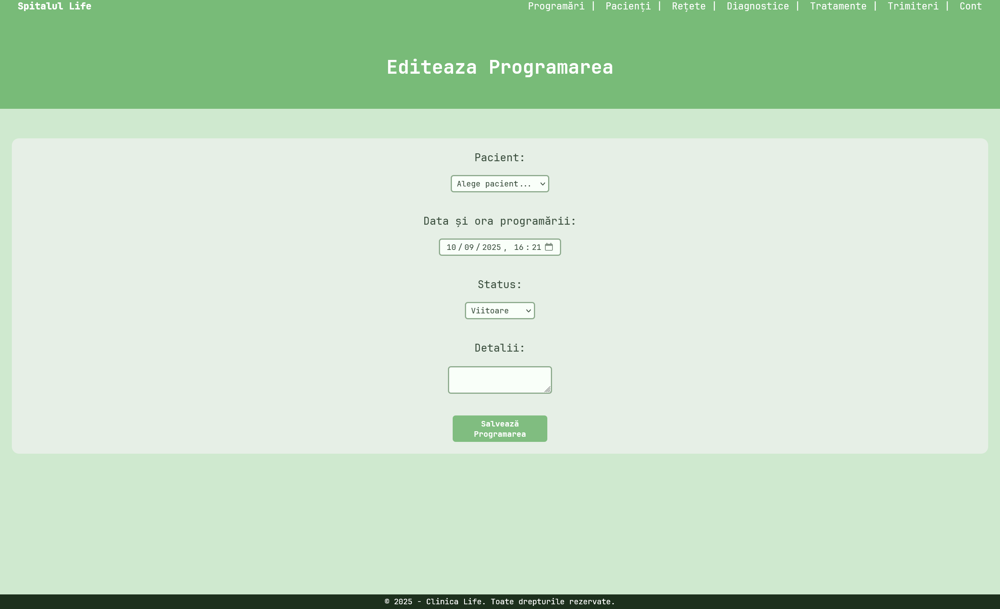 Spitalul Life
Programări | Pacienți | Rețete | Diagnostice | Tratamente | Trimiteri | Cont
Editeaza Programarea
Pacient:
Alege pacient...
Data și ora programării:
10/09/2025, 16:21
Status:
Viitoare
Detalii:
Salvează
Programarea
© 2025 - Clinica Life. Toate drepturile rezervate.